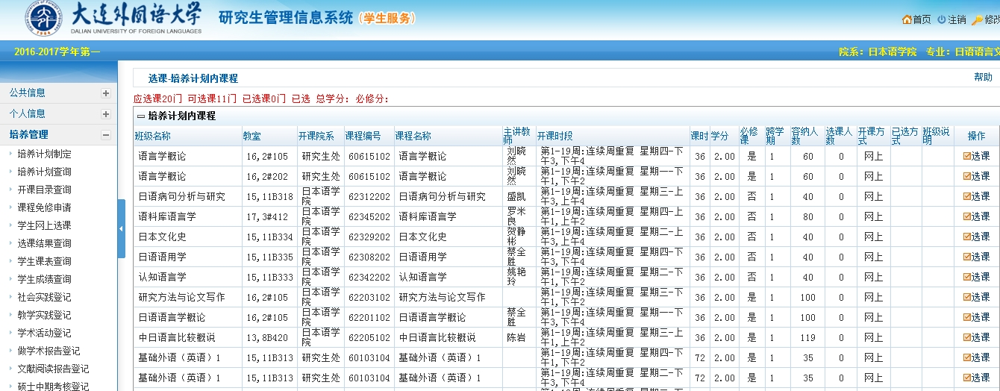 大连外国语大学
DALIAN UNIVERSITY OF FOREIGN LANGUAGES
研究生管理信息系统 (学生服务)
首页 注销 修改
2016-2017学年第一
院系：日本语学院 专业：日语语言文
公共信息
个人信息
培养管理
培养计划制定
培养计划查询
开课目录查询
课程免修申请
学生网上选课
选课结果查询
学生课表查询
学生成绩查询
社会实践登记
教学实践登记
学术活动登记
做学术报告登记
文献阅读报告登记
硕士中期考核登记
选课-培养计划内课程
帮助
应选课20门 可选课11门 已选课0门 已选 总学分: 必修分:
培养计划内课程
班级名称 教室 开课院系 课程编号 课程名称 主讲教师 开课时段 课时 学分 必修课 跨学期 容纳人数 选课人数 开课方式 已选方式 班级说明 操作
语言学概论 16,2#105 研究生处 60615102 语言学概论 刘晓然 第1-19周:连续周重复 星期四-下午3,下午4 36 2.00 是 1 60 0 网上 选课
语言学概论 16,2#202 研究生处 60615102 语言学概论 刘晓然 第1-19周:连续周重复 星期一-下午1,下午2 36 2.00 是 1 60 0 网上 选课
日语病句分析与研究 15,11B318 日本语学院 62312202 日语病句分析与研究 盛凯 第1-19周:连续周重复 星期三-上午3,上午4 36 2.00 否 1 40 0 网上 选课
语料库语言学 17,3#412 日本语学院 62345202 语料库语言学 罗米良 第1-19周:连续周重复 星期四-上午1,上午2 36 2.00 否 1 80 0 网上 选课
日本文化史 15,11B334 日本语学院 62329202 日本文化史 贺静彬 第1-19周:连续周重复 星期二-上午3,上午4 36 2.00 否 1 40 0 网上 选课
日语语用学 15,11B335 日本语学院 62308202 日语语用学 蔡全胜 第1-19周:连续周重复 星期四-下午3,下午4 36 2.00 否 1 40 0 网上 选课
认知语言学 15,11B333 日本语学院 62342202 认知语言学 姚艳玲 第1-19周:连续周重复 星期二-下午1,下午2 36 2.00 否 1 40 0 网上 选课
研究方法与论文写作 16,2#105 日本语学院 62203102 研究方法与论文写作 第1-19周:连续周重复 星期三-下午1,下午2 36 2.00 是 1 100 0 网上 选课
日语语言学概论 16,2#105 日本语学院 62201102 日语语言学概论 蔡全胜 第1-19周:连续周重复 星期一-下午3,下午4 36 2.00 是 1 100 0 网上 选课
中日语言比较概说 13,8B420 日本语学院 62205102 中日语言比较概说 陈岩 第1-19周:连续周重复 星期三-上午1,上午2 36 2.00 是 1 119 0 网上 选课
基础外语（英语）1 15,11B313 研究生处 60103104 基础外语（英语）1 第1-19周:连续周重复 星期四-下午1,下午2 72 2.00 是 1 35 0 网上 选课
基础外语（英语）1 15,11B313 研究生处 60103104 基础外语（英语）1 第1-19周:连续周重复 星期二-下午3,下午4 72 2.00 是 1 35 0 网上 选课